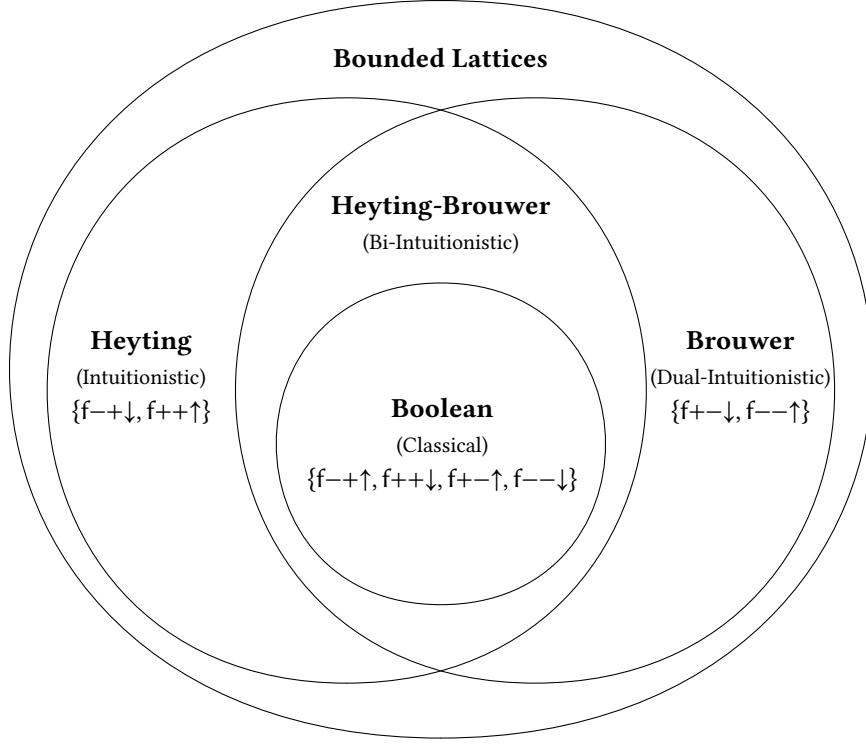 Bounded Lattices
Heyting-Brouwer
(Bi-Intuitionistic)
Heyting
(Intuitionistic)
{f−+↓, f++↑}
Boolean
(Classical)
{f−+↑, f++↓, f+−↑, f−−↓}
Brouwer
(Dual-Intuitionistic)
{f+−↓, f−−↑}